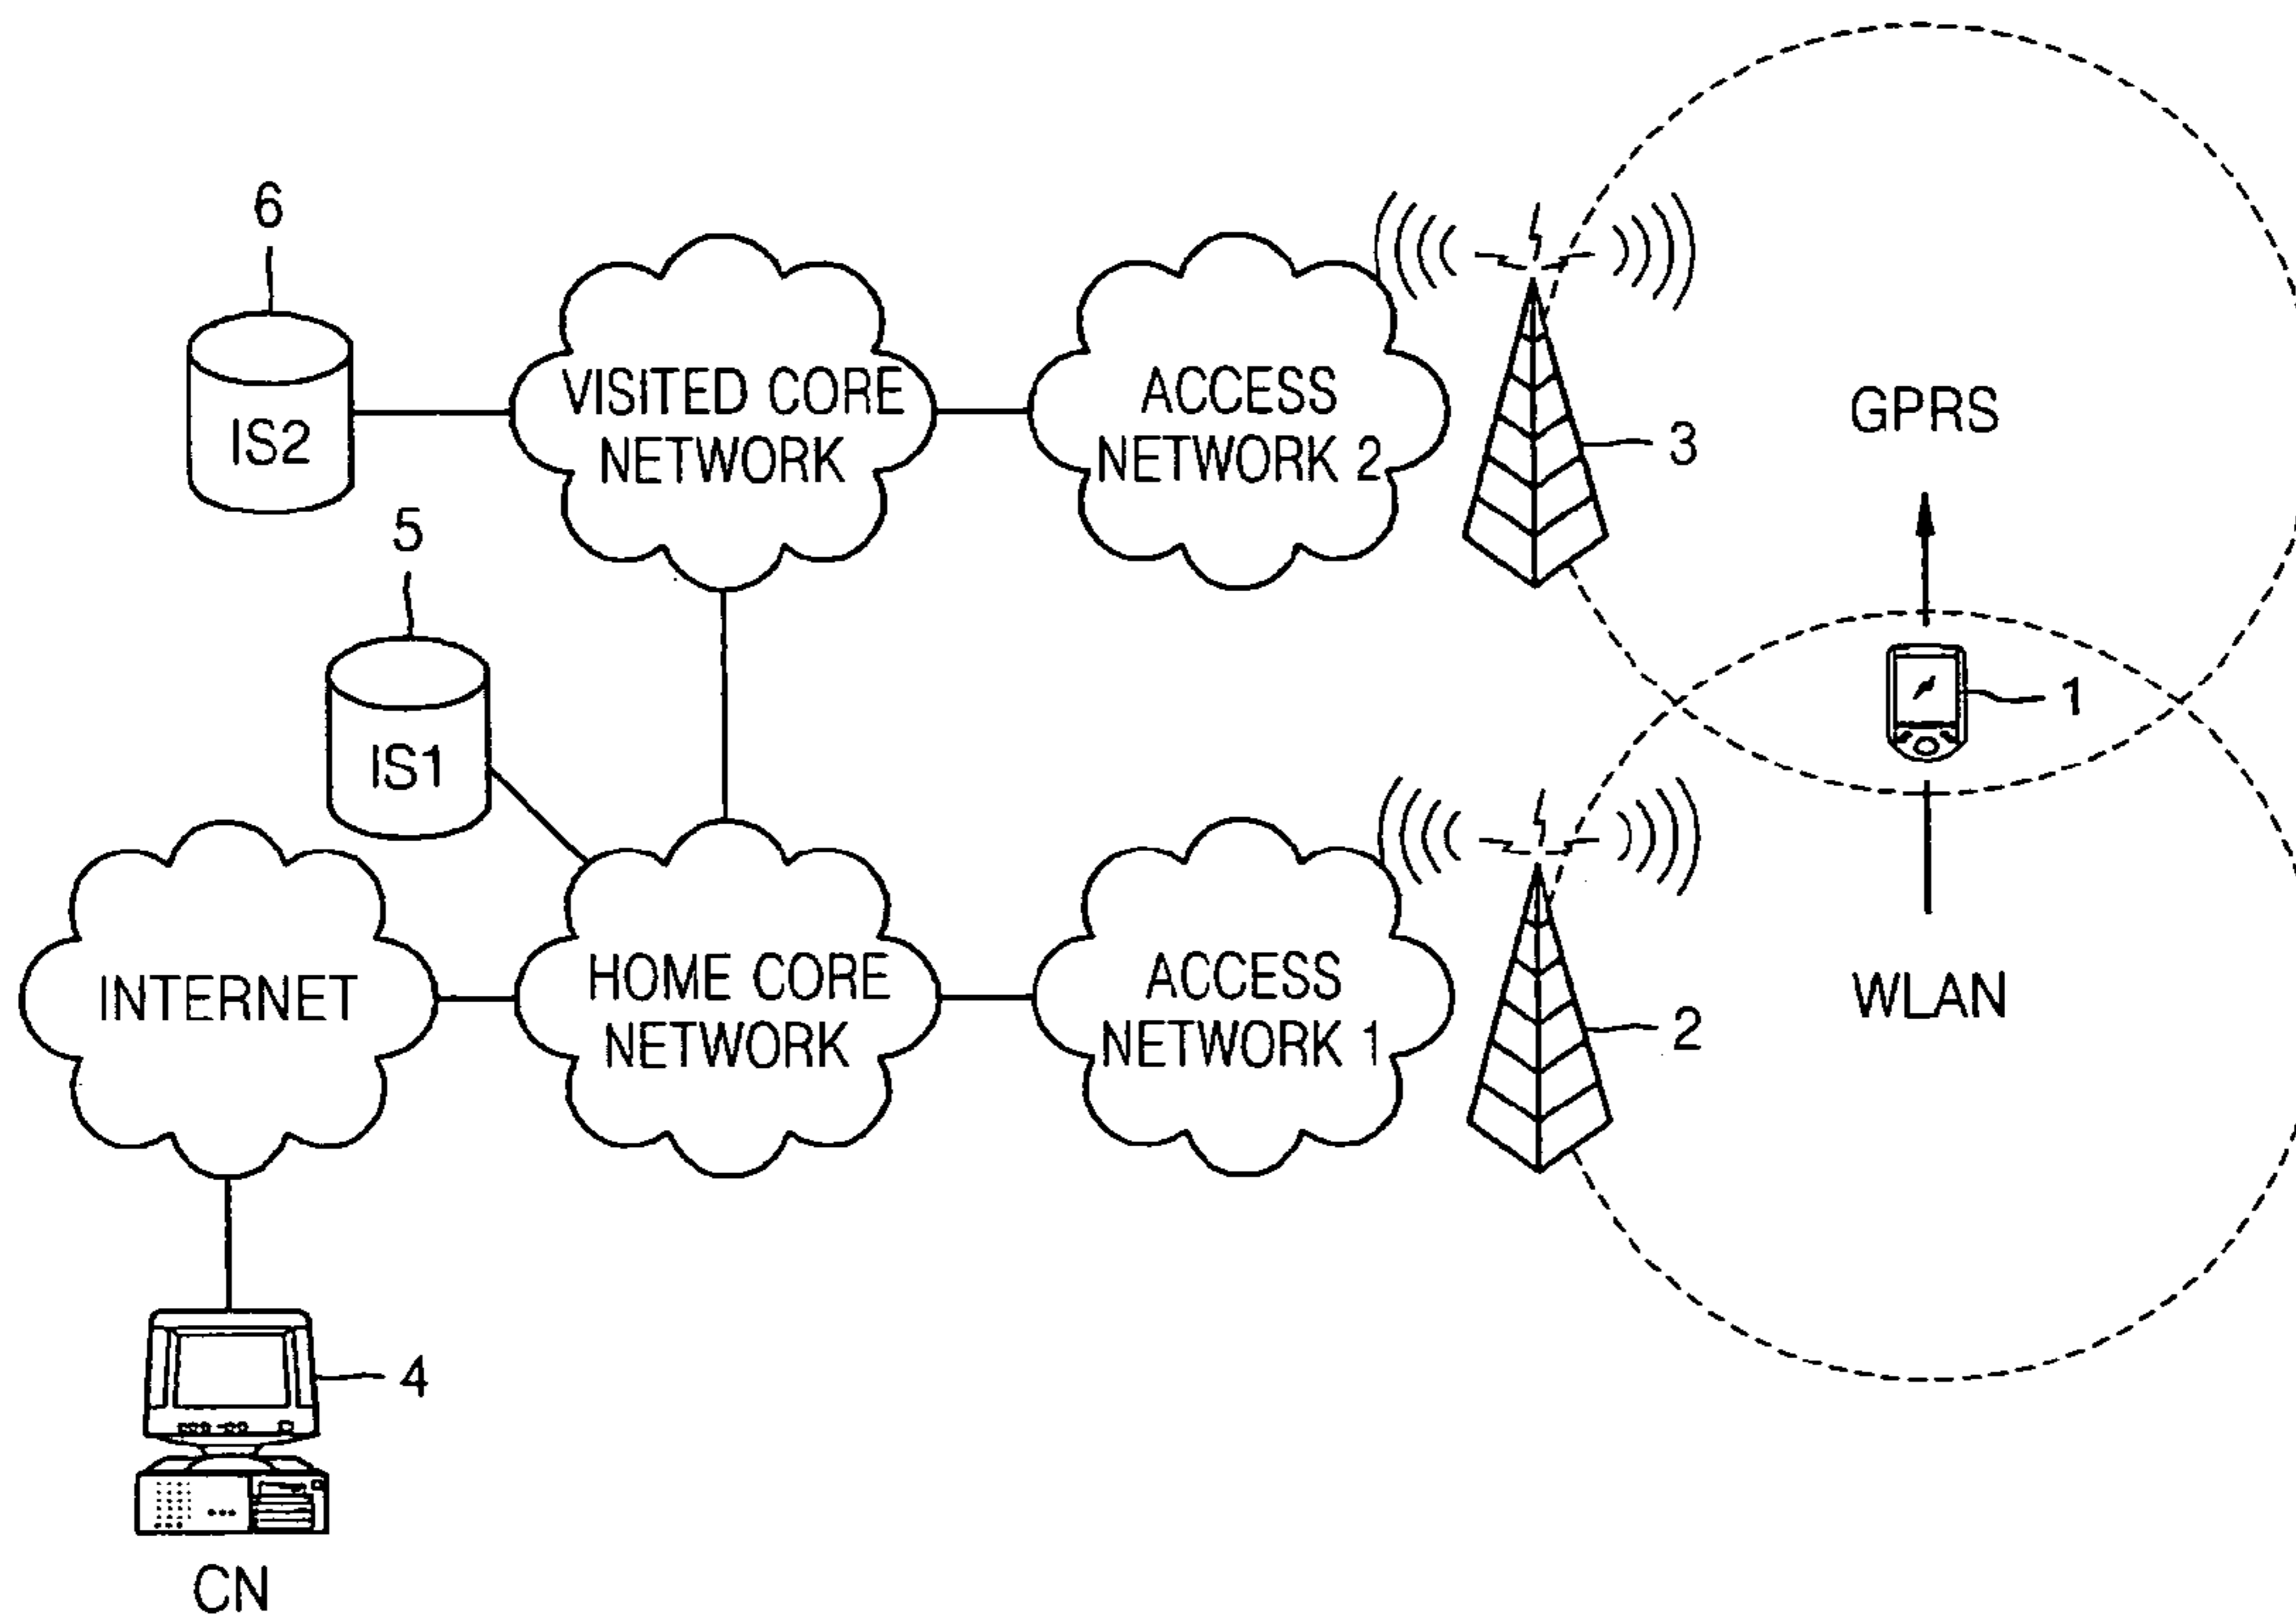 6
IS2
VISITED CORE
NETWORK
ACCESS
NETWORK 2
3
GPRS
5
IS1
1
INTERNET
HOME CORE
NETWORK
ACCESS
NETWORK 1
2
WLAN
4
CN